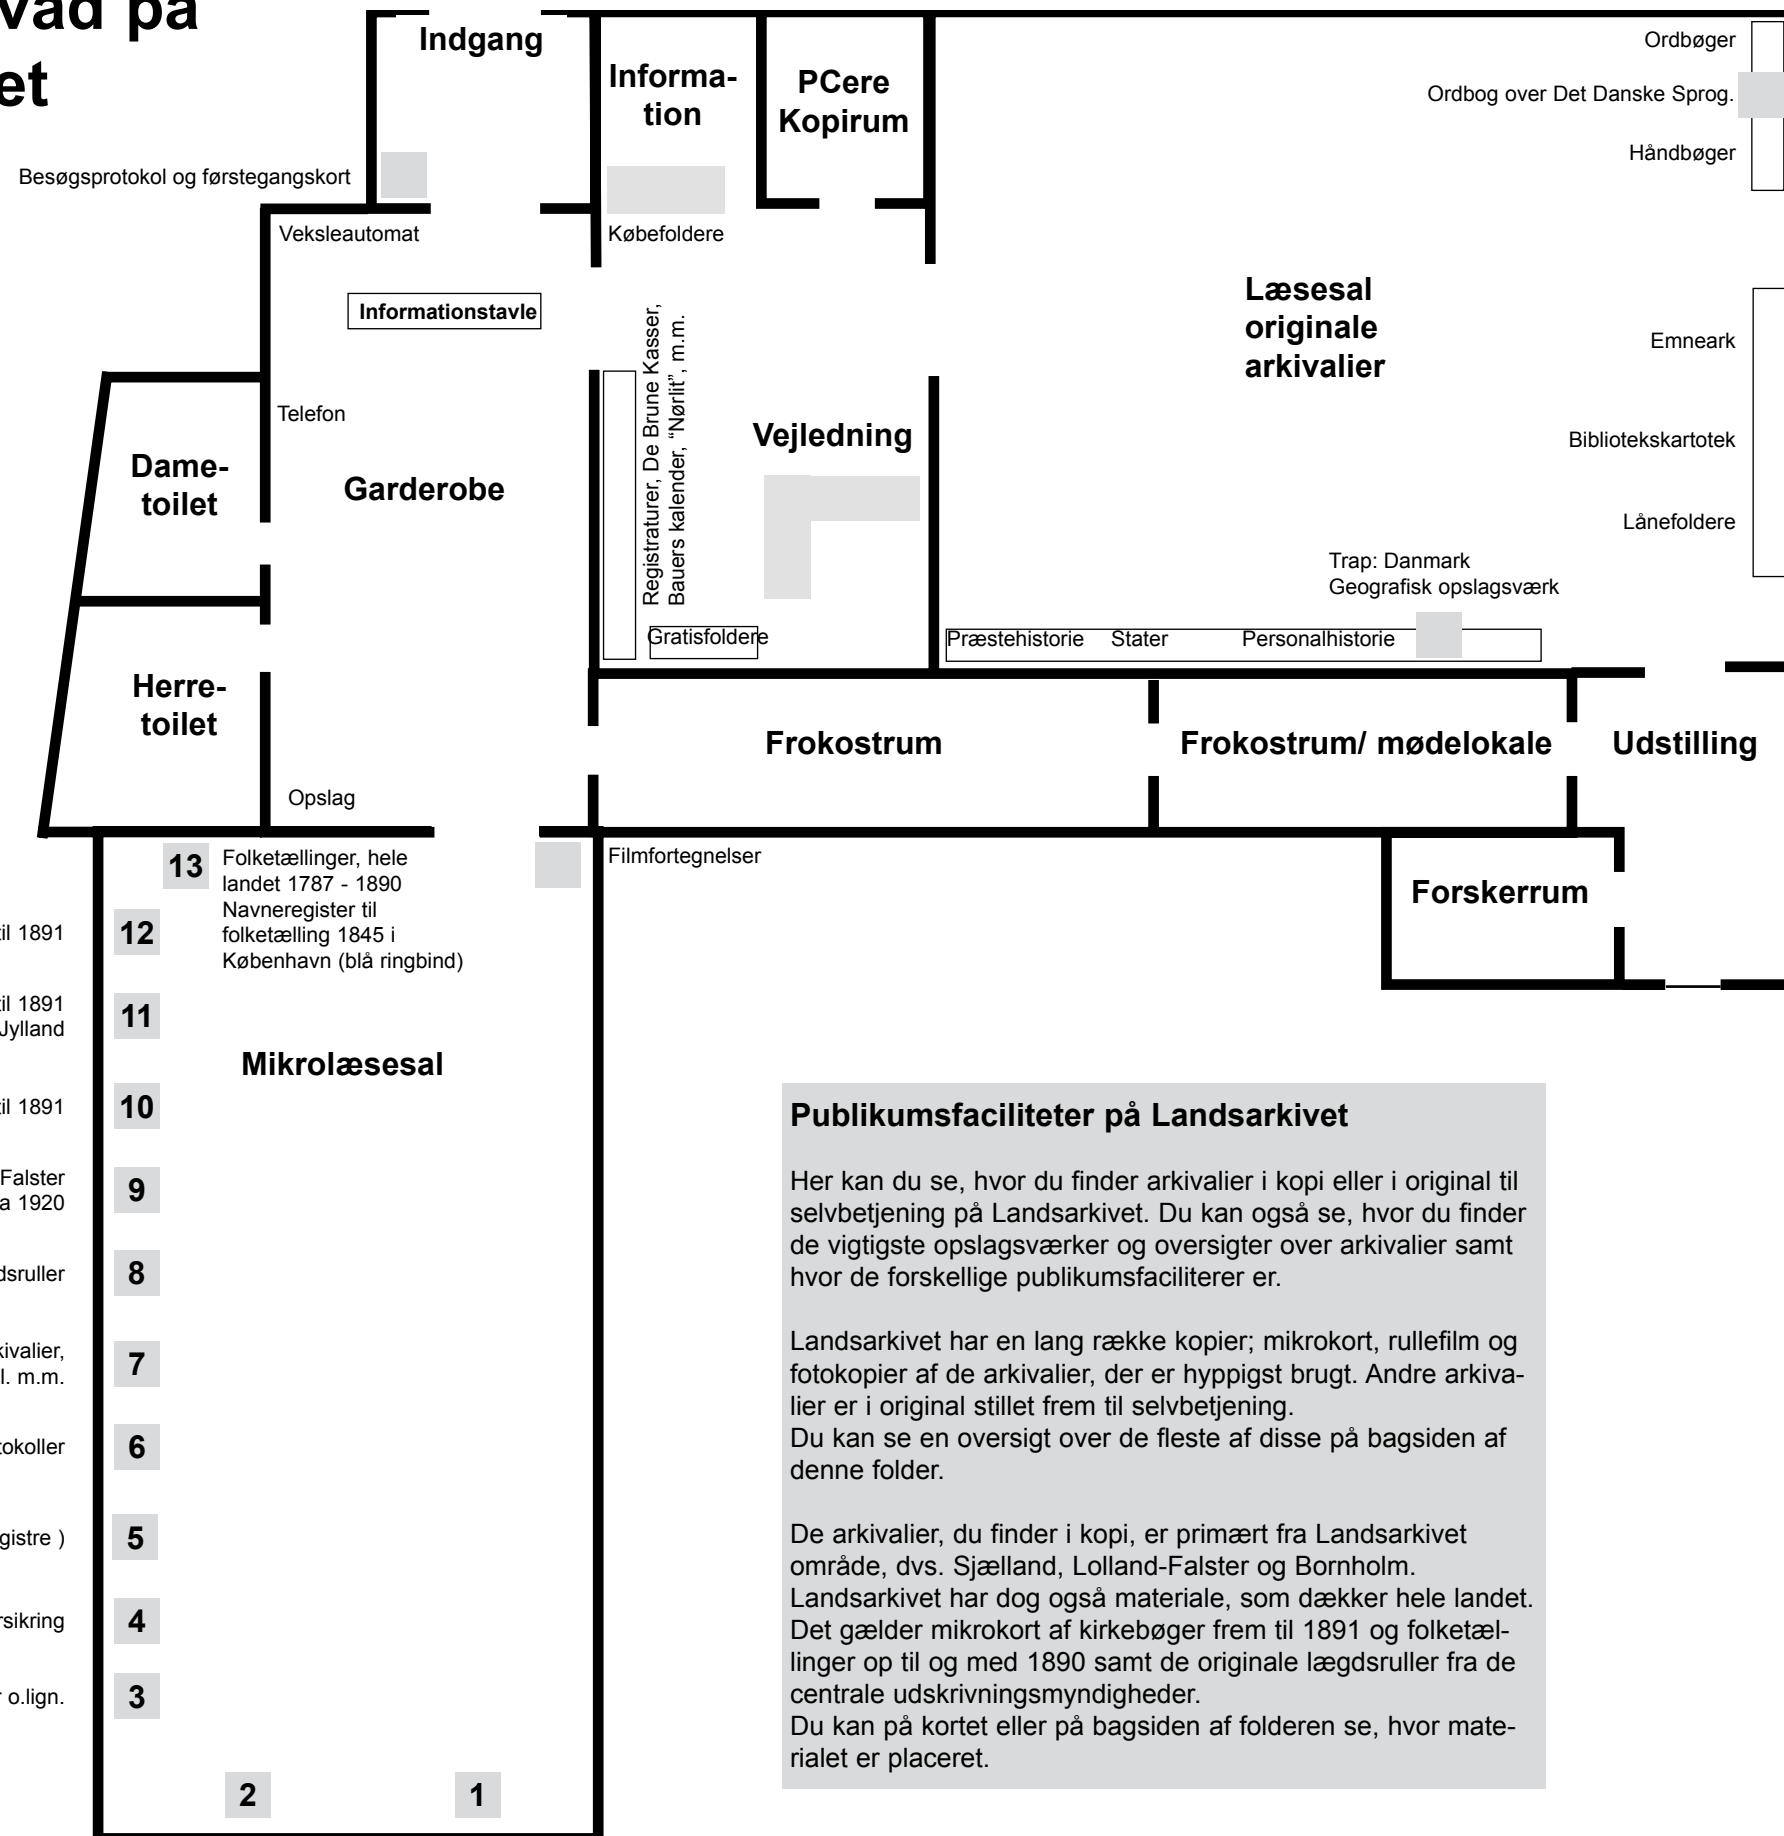 vad på
et
Indgang
Informa-
tion
PCere
Kopirum
Ordbøger
Ordbog over Det Danske Sprog.
Håndbøger
Besøgsprotokol og førstegangskort
Veksleautomat
Købefoldere
Informationstavle
Registraturer, De Brune Kasser,
Bauers kalender, “Nørlit”, m.m.
Læsesal
originale
arkivalier
Emneark
Telefon
Vejledning
Bibliotekskartotek
Dame-
toilet
Garderobe
Lånefoldere
Trap: Danmark
Geografisk opslagsværk
Gratisfoldere
Præstehistorie
Stater
Personalhistorie
Herre-
toilet
Frokostrum
Frokostrum/ mødelokale
Udstilling
Opslag
13
Folketællinger, hele
landet 1787 - 1890
Navneregister til
folketælling 1845 i
København (blå ringbind)
Filmfortegnelser
Forskerrum
til 1891
12
til 1891
Jylland
11
Mikrolæsesal
til 1891
10
Falster
a 1920
9
dsruller
8
kivalier,
l. m.m.
7
tokoller
6
gistre )
5
rsikring
4
r o.lign.
3
2
1
Publikumsfaciliteter på Landsarkivet
Her kan du se, hvor du finder arkivalier i kopi eller i original til
selvbetjening på Landsarkivet. Du kan også se, hvor du finder
de vigtigste opslagsværker og oversigter over arkivalier samt
hvor de forskellige publikumsfaciliterer er.
Landsarkivet har en lang række kopier; mikrokort, rullefilm og
fotokopier af de arkivalier, der er hyppigst brugt. Andre arkiva-
lier er i original stillet frem til selvbetjening.
Du kan se en oversigt over de fleste af disse på bagsiden af
denne folder.
De arkivalier, du finder i kopi, er primært fra Landsarkivet
område, dvs. Sjælland, Lolland-Falster og Bornholm.
Landsarkivet har dog også materiale, som dækker hele landet.
Det gælder mikrokort af kirkebøger frem til 1891 og folketæl-
linger op til og med 1890 samt de originale lægdsruller fra de
centrale udskrivningsmyndigheder.
Du kan på kortet eller på bagsiden af folderen se, hvor mate-
rialet er placeret.